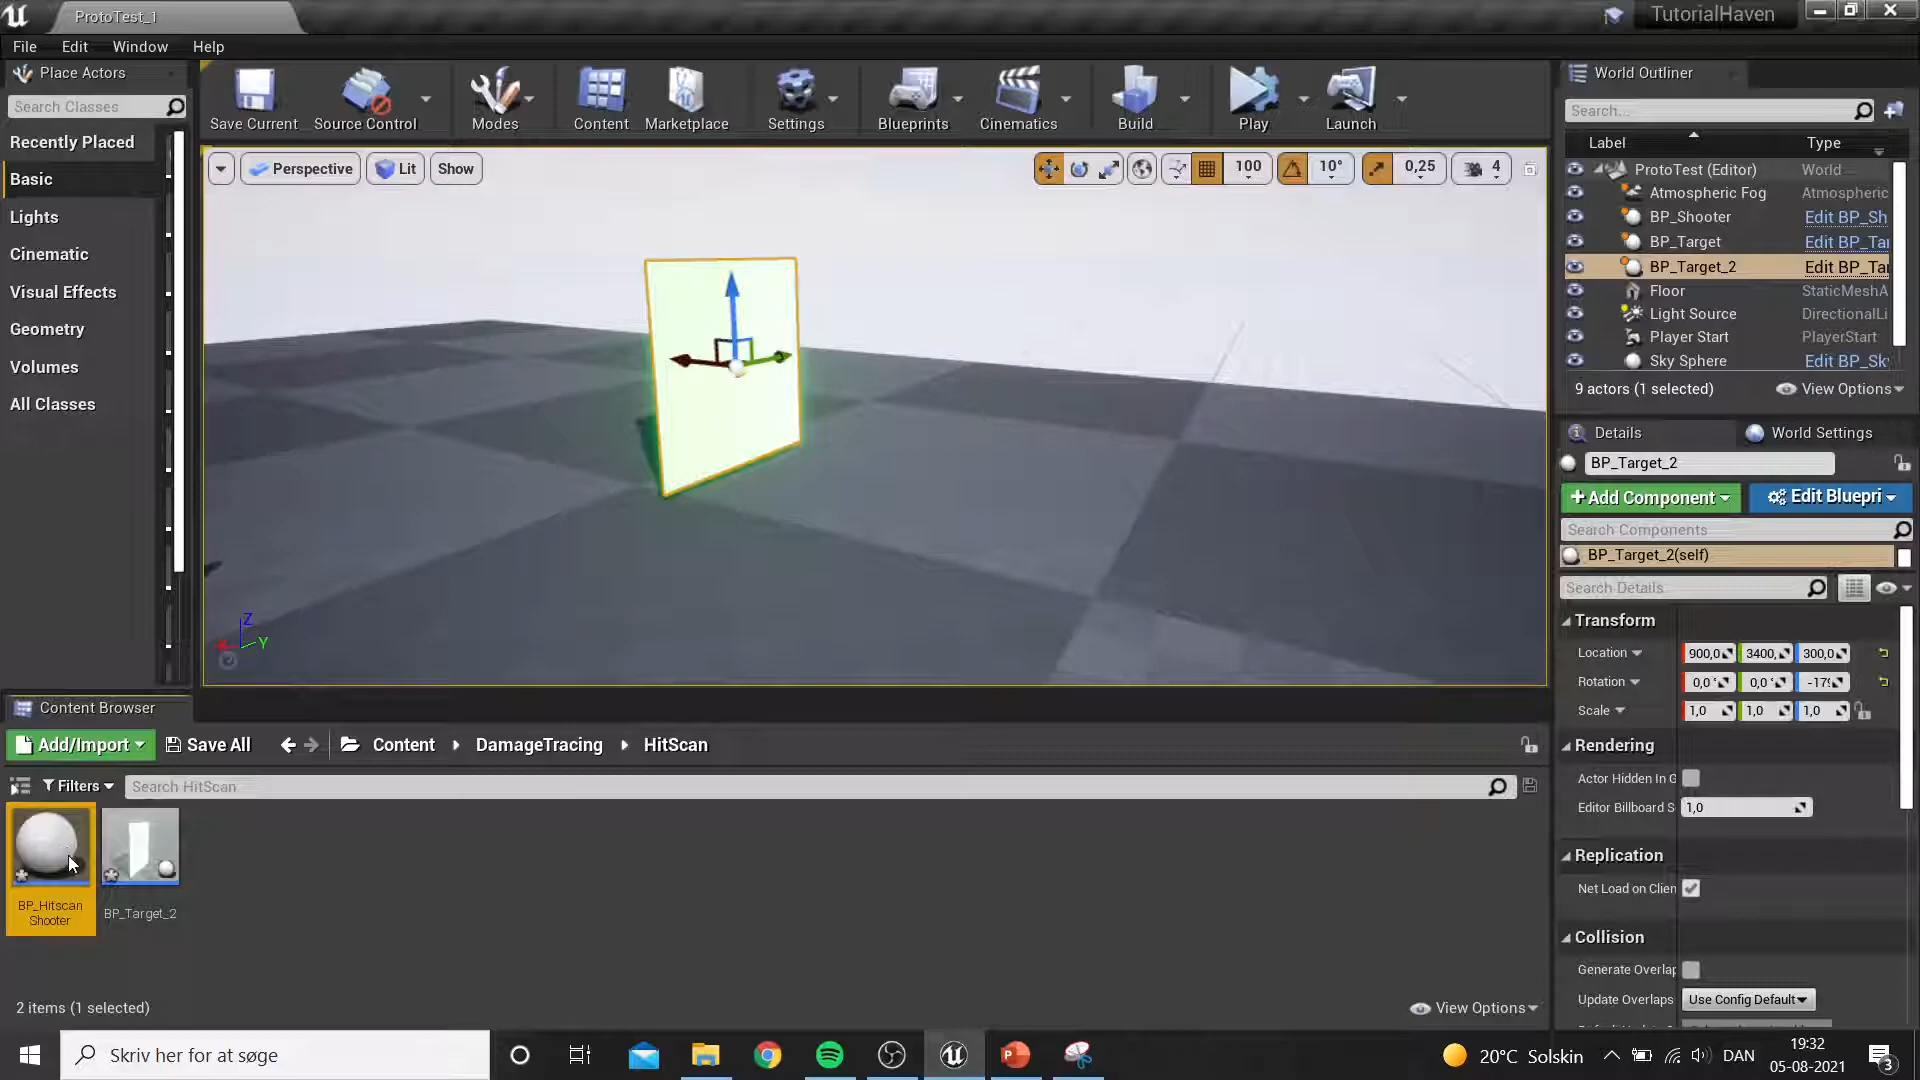 ProtoTest_1
TutorialHaven
File Edit Window Help
Place Actors
Search Classes
Recently Placed
Basic
Lights
Cinematic
Visual Effects
Geometry
Volumes
All Classes
Save Current Source Control Modes Content Marketplace Settings Blueprints Cinematics Build Play Launch
Perspective Lit Show
100 10° 0,25 4
Z
X Y
World Outliner
Search...
Label Type
ProtoTest (Editor) World
Atmospheric Fog Atmospheric
BP_Shooter Edit BP_Sh
BP_Target Edit BP_Tar
BP_Target_2 Edit BP_Tar
Floor StaticMeshA
Light Source DirectionalLi
Player Start PlayerStart
Sky Sphere Edit BP_Sky
9 actors (1 selected) View Options
Details World Settings
BP_Target_2
+Add Component Edit Bluepri
Search Components
BP_Target_2(self)
Search Details
Transform
Location 900,0 3400, 300,0
Rotation 0,0 ° 0,0 ° -179
Scale 1,0 1,0 1,0
Rendering
Actor Hidden In G
Editor Billboard S 1,0
Replication
Net Load on Clien
Collision
Generate Overlap
Update Overlaps Use Config Default
Content Browser
Add/Import Save All Content DamageTracing HitScan
Filters Search HitScan
BP_Hitscan
Shooter
BP_Target_2
2 items (1 selected) View Options
Skriv her for at søge
20°C Solskin DAN
19:32
05-08-2021
3